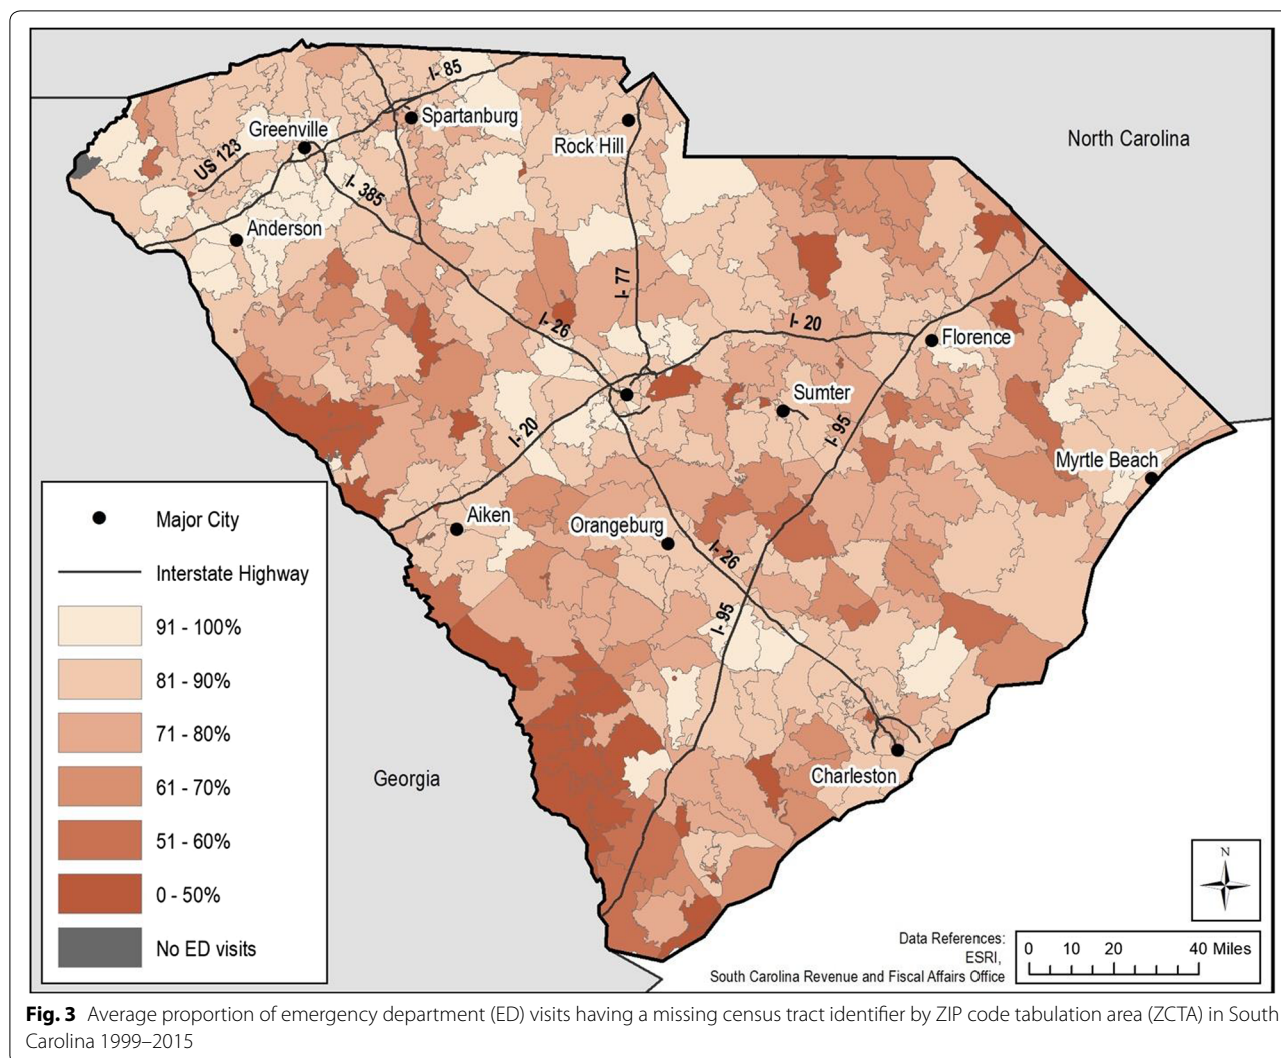 I- 85
Spartanburg
Greenville
Rock Hill
North Carolina
US 123
I- 385
Anderson
I- 77
I- 26
I- 20
Florence
Sumter
I- 20
I- 95
Myrtle Beach
Major City
Aiken
Orangeburg
I- 26
Interstate Highway
I- 95
91 - 100%
81 - 90%
71 - 80%
61 - 70%
Georgia
Charleston
51 - 60%
0 - 50%
No ED visits
N
Data References:
ESRI,
South Carolina Revenue and Fiscal Affairs Office
0 10 20 40 Miles
Fig. 3 Average proportion of emergency department (ED) visits having a missing census tract identifier by ZIP code tabulation area (ZCTA) in South
Carolina 1999–2015